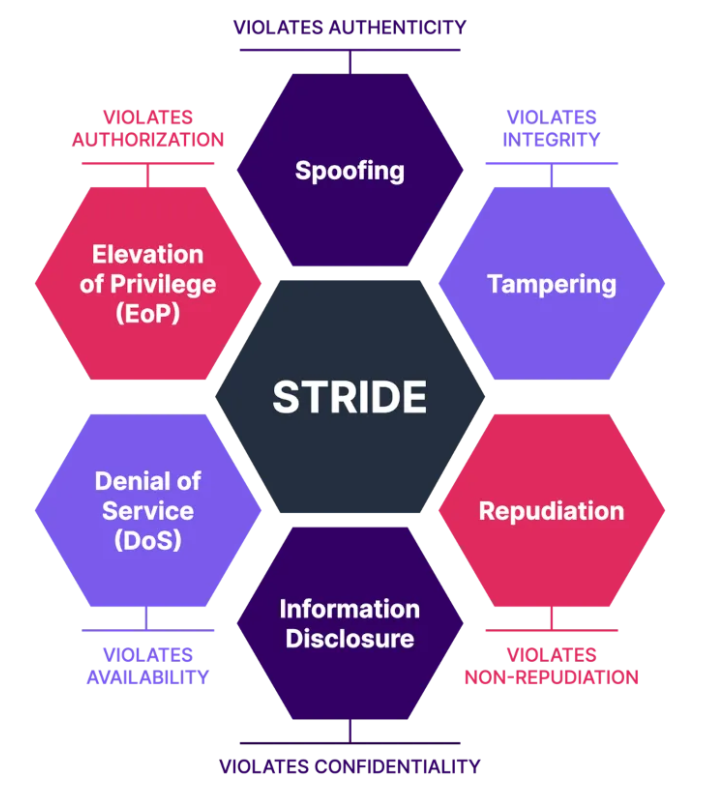 VIOLATES AUTHENTICITY
Spoofing
VIOLATES
INTEGRITY
Tampering
VIOLATES
AUTHORIZATION
Elevation
of Privilege
(EoP)
STRIDE
Denial of
Service
(DoS)
VIOLATES
AVAILABILITY
Repudiation
VIOLATES
NON-REPUDIATION
Information
Disclosure
VIOLATES CONFIDENTIALITY